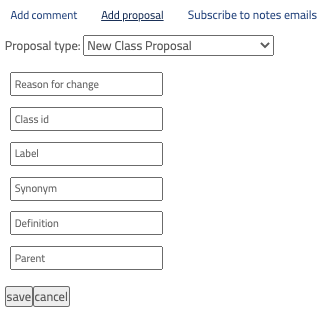 Add comment Add proposal Subscribe to notes emails
Proposal type: New Class Proposal
Reason for change
Class id
Label
Synonym
Definition
Parent
save cancel